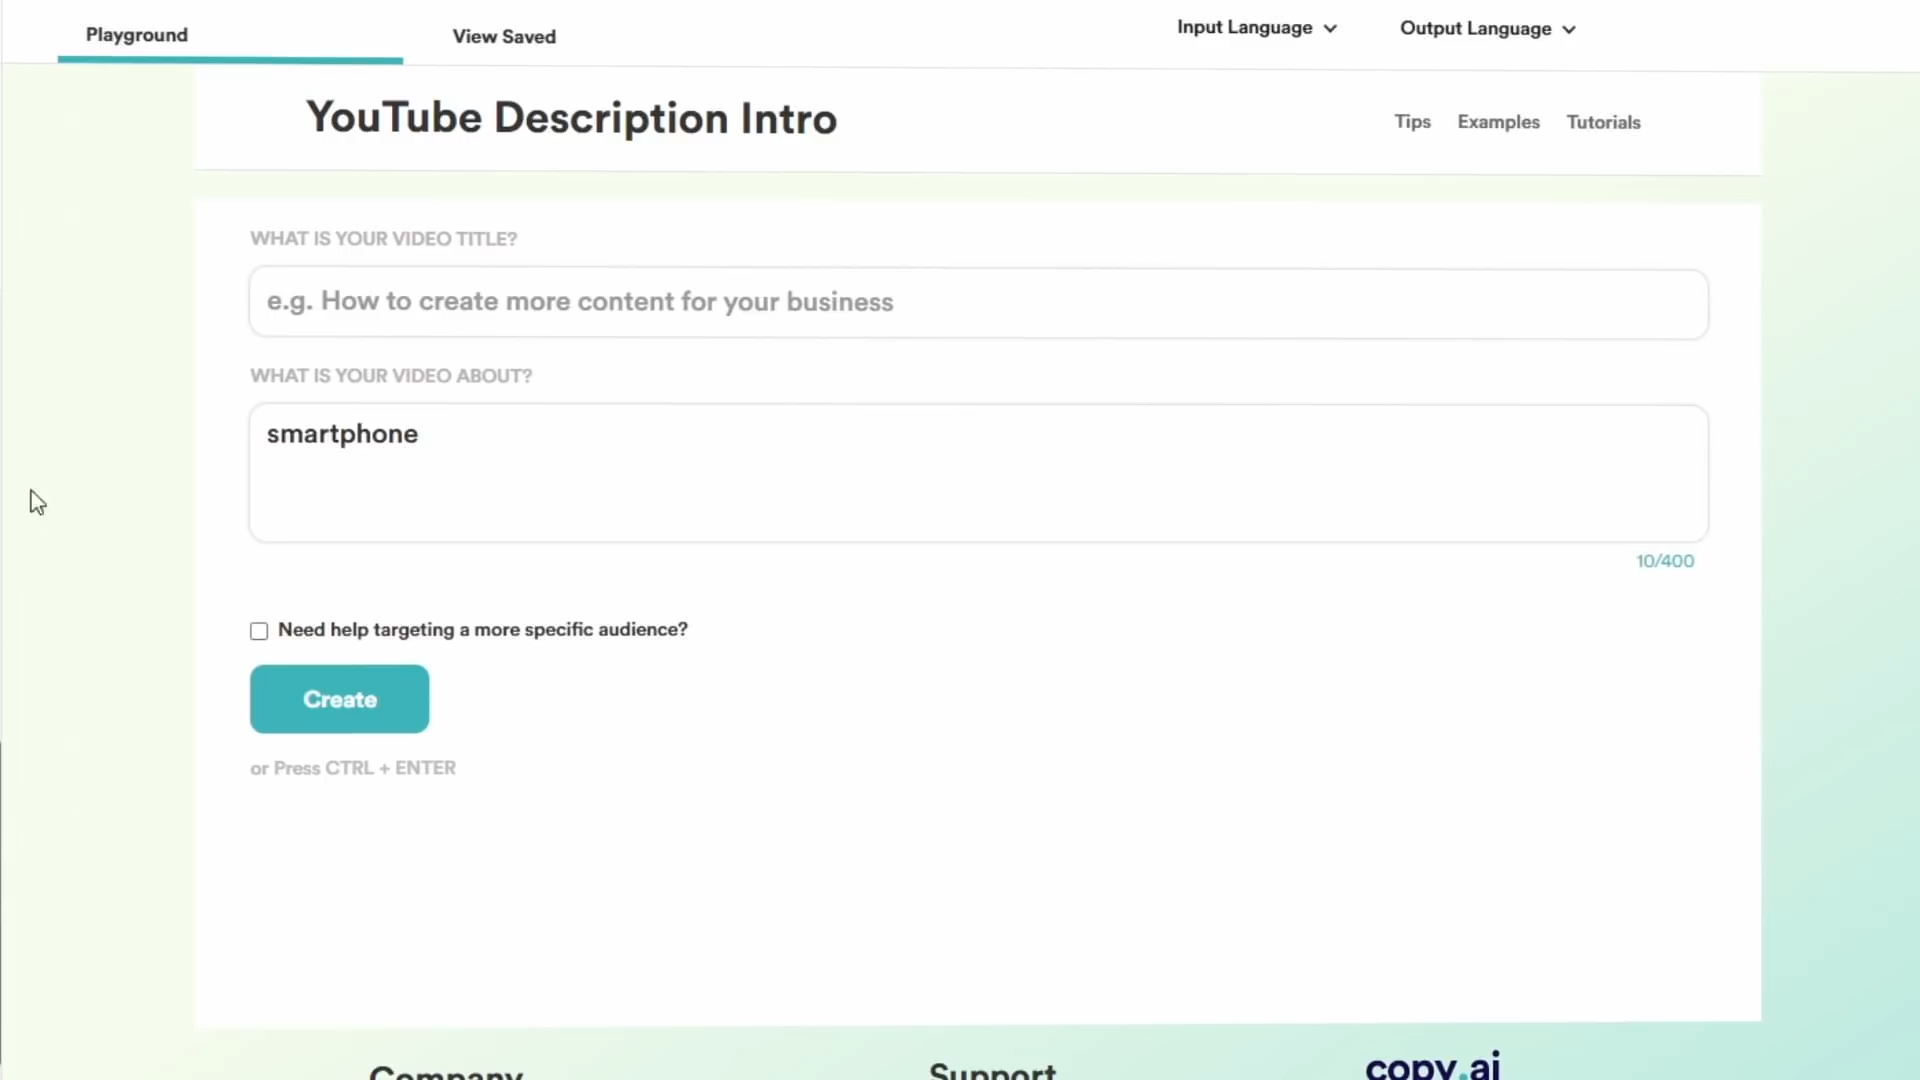 Playground
View Saved
Input Language
Output Language
YouTube Description Intro
Tips
Examples
Tutorials
WHAT IS YOUR VIDEO TITLE?
e.g. How to create more content for your business
WHAT IS YOUR VIDEO ABOUT?
smartphone
10/400
Need help targeting a more specific audience?
Create
or Press CTRL + ENTER
Company
Support
copy.ai